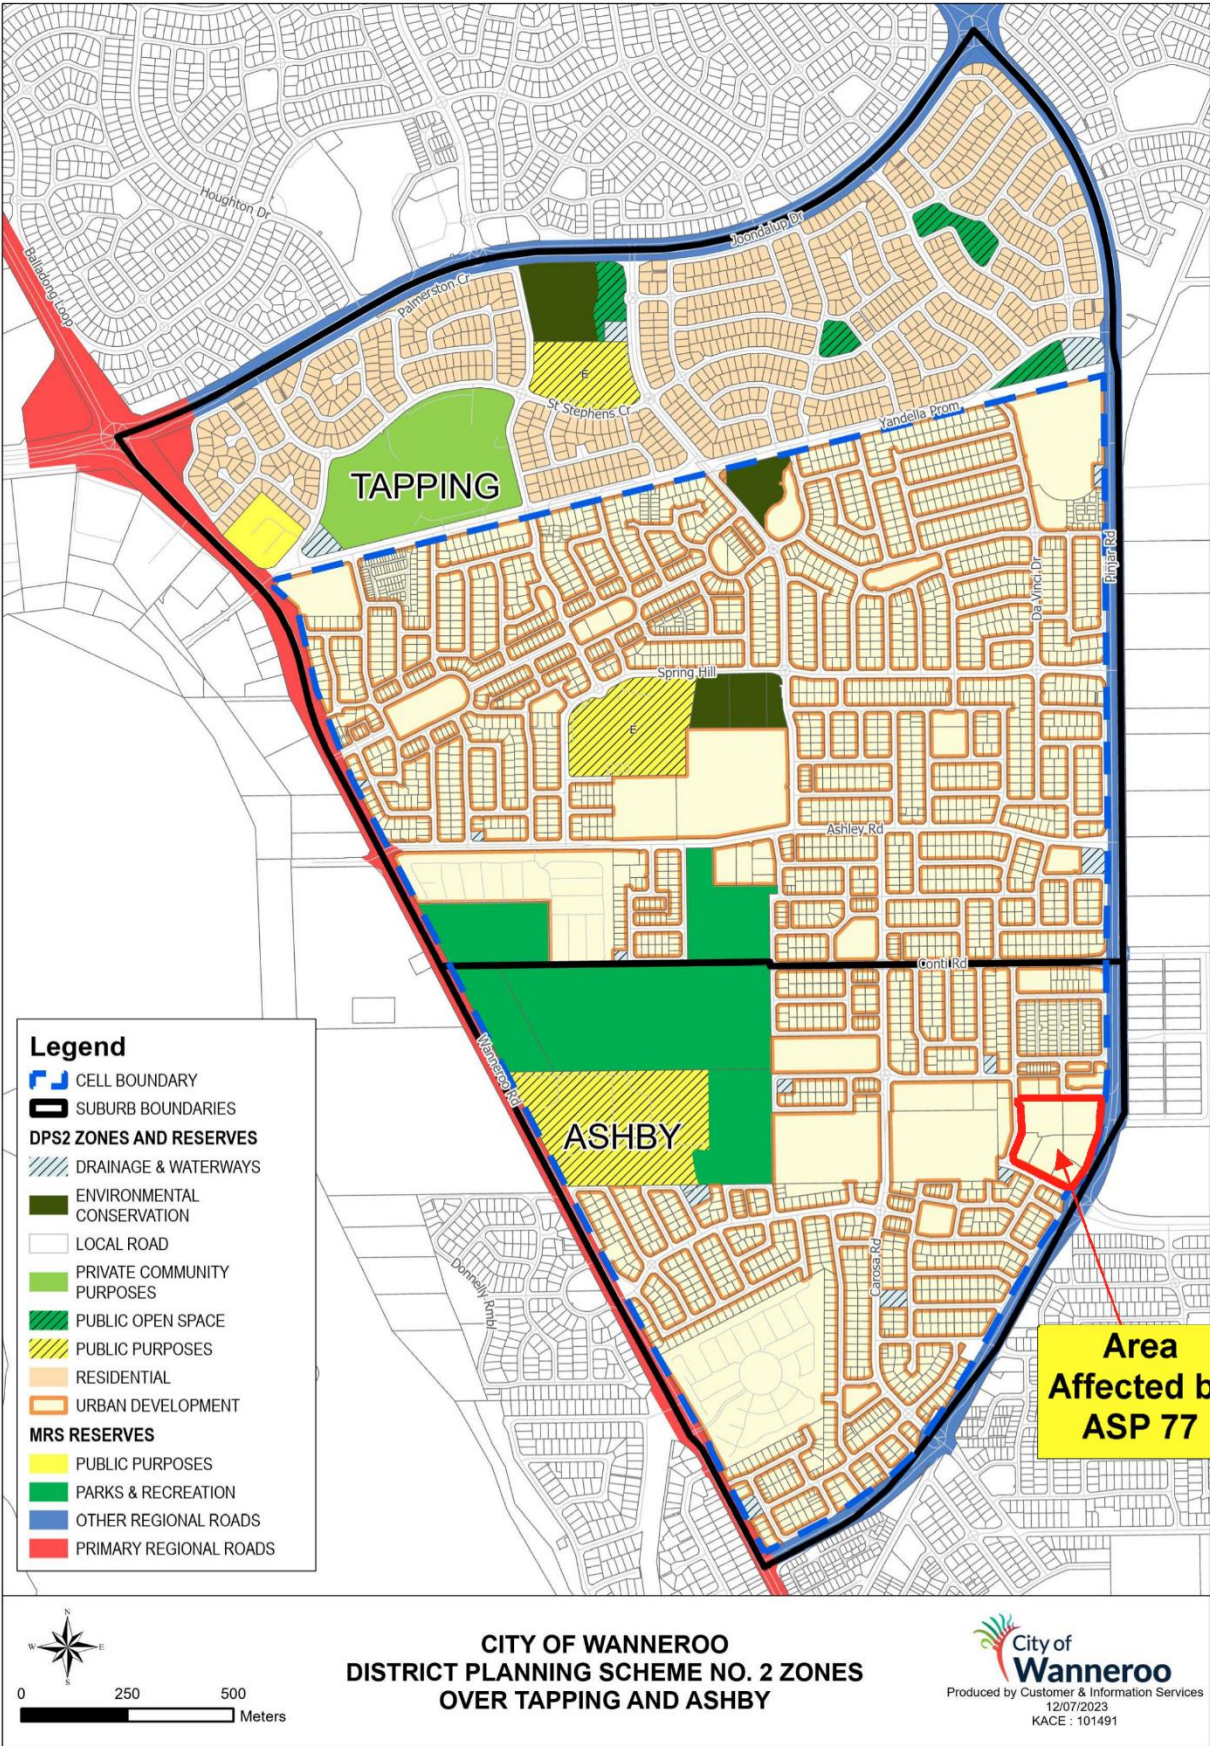 Houghton Dr
Balladong Loop
Joondalup Dr
Palmerston Cr
E
St Stephens Cr
Yandella Prom
TAPPING
Pinjar Rd
Da Vinci Dr
Spring Hill
E
Ashley Rd
Conti Rd
Wanneroo Rd
ASHBY
Carosa Rd
Donnelly Rmbl
Area
Affected b
ASP 77
Legend
CELL BOUNDARY
SUBURB BOUNDARIES
DPS2 ZONES AND RESERVES
DRAINAGE & WATERWAYS
ENVIRONMENTAL
CONSERVATION
LOCAL ROAD
PRIVATE COMMUNITY
PURPOSES
PUBLIC OPEN SPACE
PUBLIC PURPOSES
RESIDENTIAL
URBAN DEVELOPMENT
MRS RESERVES
PUBLIC PURPOSES
PARKS & RECREATION
OTHER REGIONAL ROADS
PRIMARY REGIONAL ROADS
N
W E
S
0 250 500
Meters
CITY OF WANNEROO
DISTRICT PLANNING SCHEME NO. 2 ZONES
OVER TAPPING AND ASHBY
City of
Wanneroo
Produced by Customer & Information Services
12/07/2023
KACE : 101491